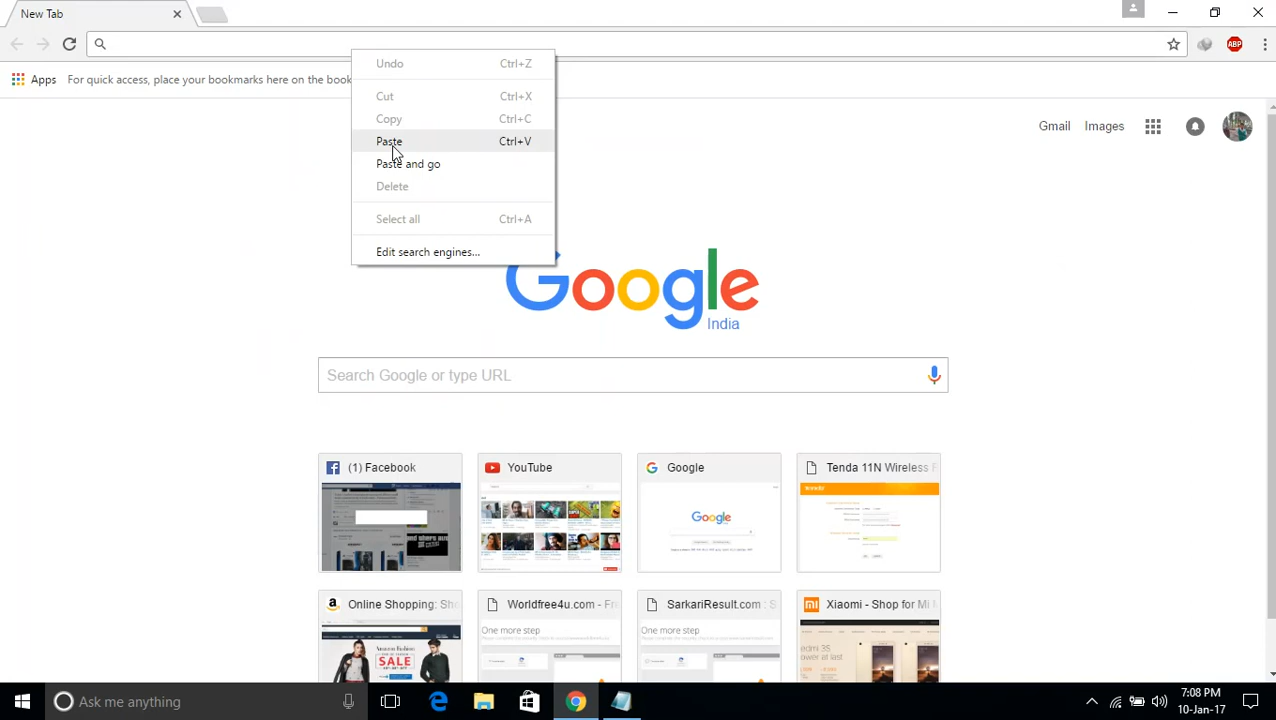 New Tab
Apps For quick access, place your bookmarks here on the book
Undo Ctrl+Z
Cut Ctrl+X
Copy Ctrl+C
Paste Ctrl+V
Paste and go
Delete
Select all Ctrl+A
Edit search engines...
ABP
Gmail Images
Google
India
Search Google or type URL
(1) Facebook
YouTube
Google
Tenda 11N Wireless
Google
Online Shopping: Sh
Worldfree4u.com - Fr
SarkariResult.com : S
Xiaomi - Shop for Mi
One more step
One more step
SALE
Ask me anything
7:08 PM
10-Jan-17